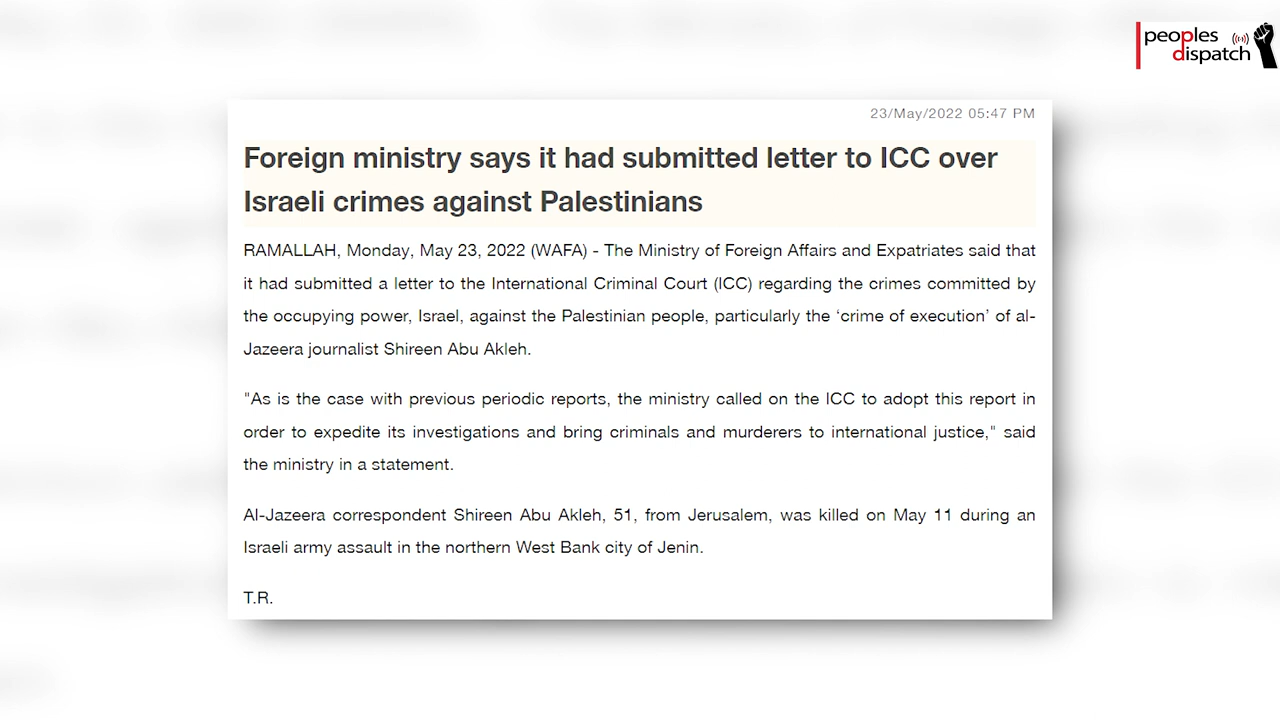 peoples
dispatch
23/May/2022 05:47 PM
Foreign ministry says it had submitted letter to ICC over
Israeli crimes against Palestinians
RAMALLAH, Monday, May 23, 2022 (WAFA) - The Ministry of Foreign Affairs and Expatriates said that
it had submitted a letter to the International Criminal Court (ICC) regarding the crimes committed by
the occupying power, Israel, against the Palestinian people, particularly the ‘crime of execution’ of al-
Jazeera journalist Shireen Abu Akleh.
"As is the case with previous periodic reports, the ministry called on the ICC to adopt this report in
order to expedite its investigations and bring criminals and murderers to international justice," said
the ministry in a statement.
Al-Jazeera correspondent Shireen Abu Akleh, 51, from Jerusalem, was killed on May 11 during an
Israeli army assault in the northern West Bank city of Jenin.
T.R.